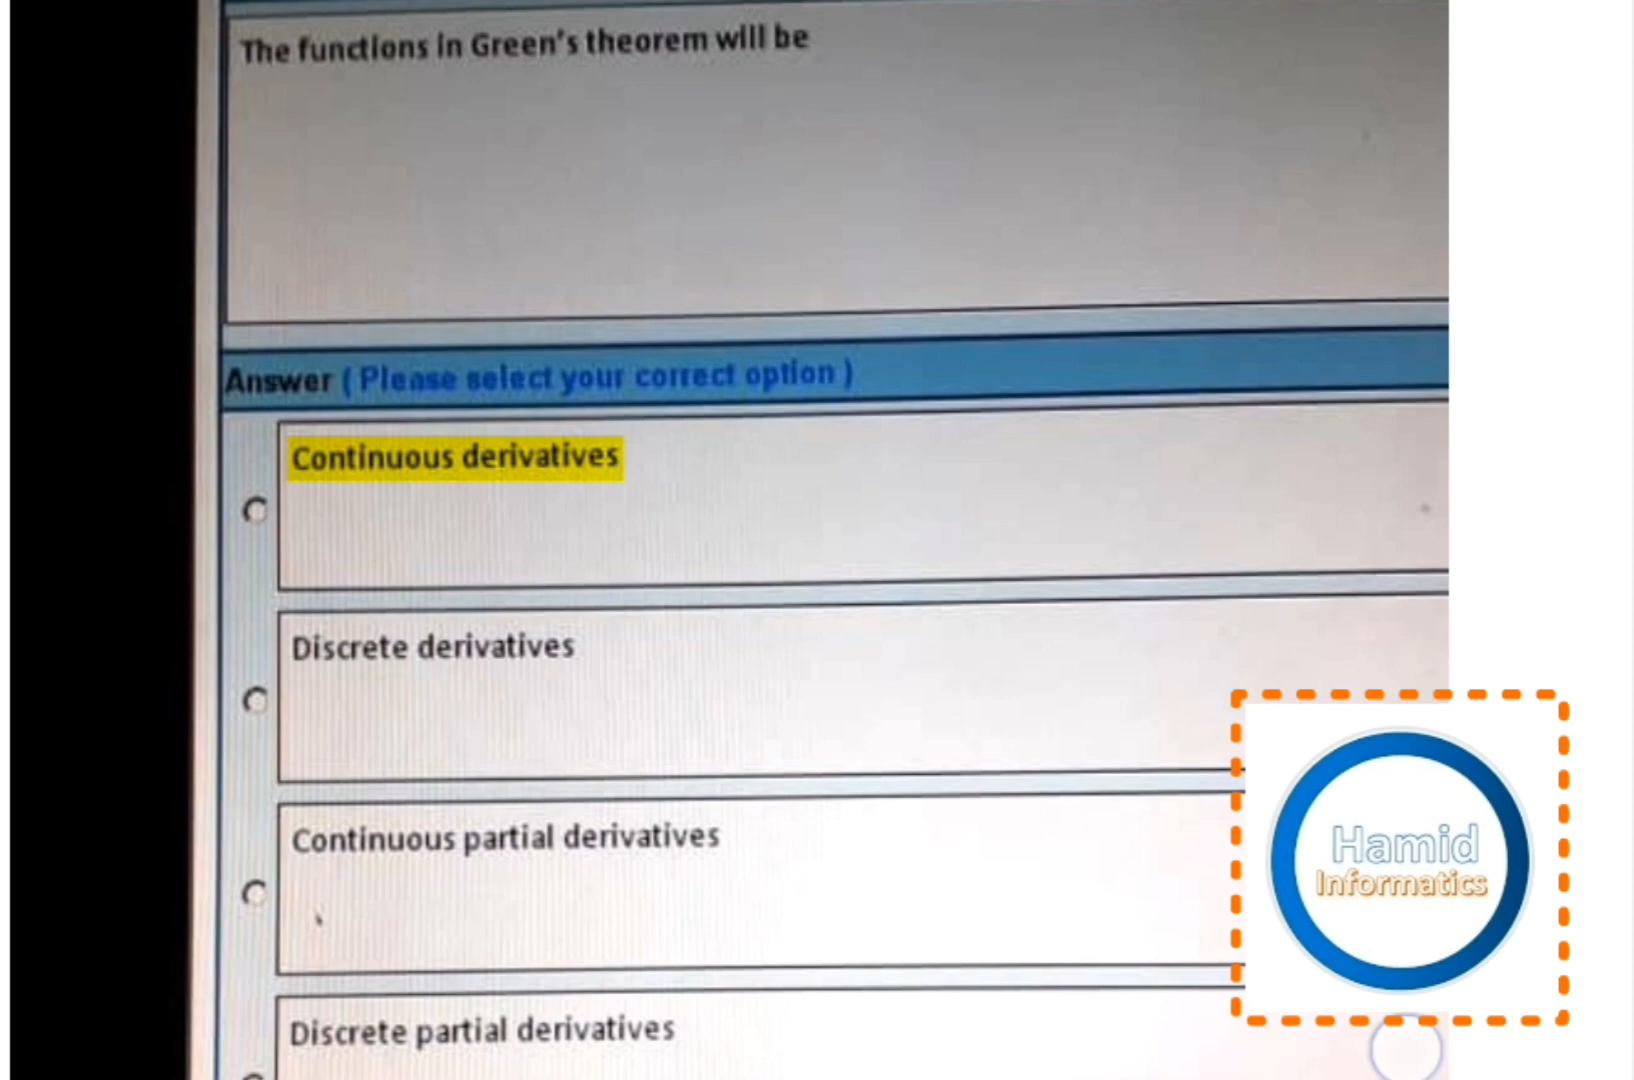 The functions in Green's theorem will be
Answer ( Please select your correct option )
Continuous derivatives
Discrete derivatives
Continuous partial derivatives
Discrete partial derivatives
Hamid
Informatics